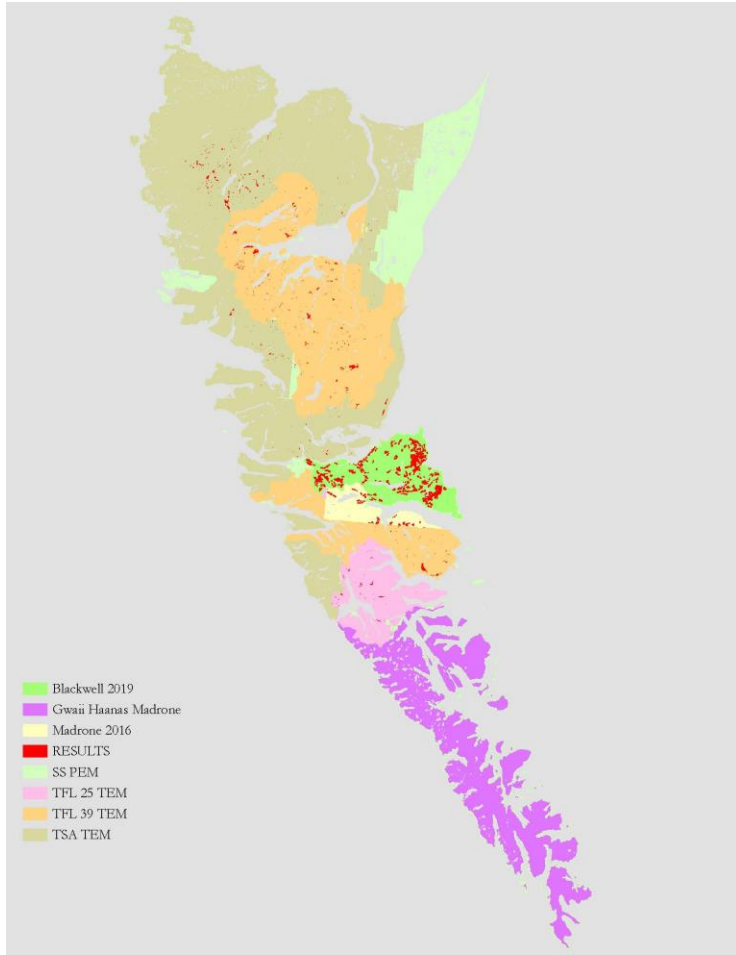 Blackwell 2019
Gwaii Haanas Madrone
Madrone 2016
RESULTS
SS PEM
TFL 25 TEM
TFL 39 TEM
TSA TEM